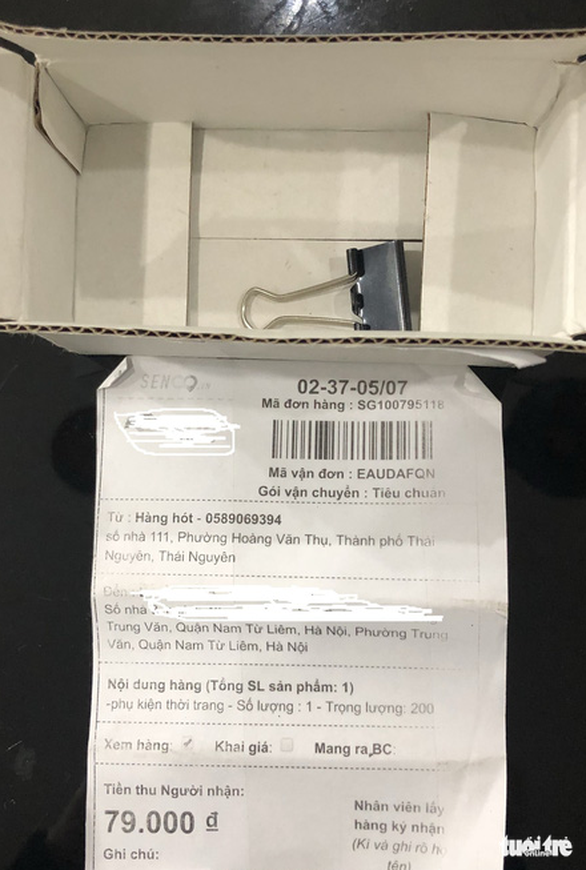 SENCO.VN
02-37-05/07
Mã đơn hàng : SG100795118
Mã vận đơn : EAUDAFQN
Gói vận chuyển : Tiêu chuẩn
Từ : Hàng hót - 0589069394
số nhà 111, Phường Hoàng Văn Thụ, Thành phố Thái
Nguyên, Thái Nguyên
Đến
Số nhà
Trung Văn, Quận Nam Từ Liêm, Hà Nội, Phường Trung
Văn, Quận Nam Từ Liêm, Hà Nội
Nội dung hàng (Tổng SL sản phẩm: 1)
-phụ kiện thời trang - Số lượng : 1 - Trọng lượng: 200
Xem hàng: Khai giá: Mang ra BC:
Tiền thu Người nhận:
79.000 đ
Ghi chú:
Nhân viên lấy
hàng ký nhận
(Kí và ghi rõ họ
tên)
tuổi trẻ
online